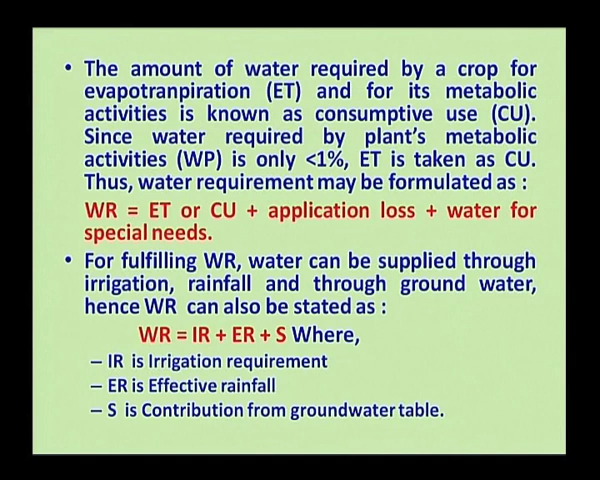 • The amount of water required by a crop for
evapotranpiration (ET) and for its metabolic
activities is known as consumptive use (CU).
Since water required by plant's metabolic
activities (WP) is only <1%, ET is taken as CU.
Thus, water requirement may be formulated as :
WR = ET or CU + application loss + water for
special needs.
• For fulfilling WR, water can be supplied through
irrigation, rainfall and through ground water,
hence WR can also be stated as :
WR = IR + ER + S Where,
– IR is Irrigation requirement
– ER is Effective rainfall
– S is Contribution from groundwater table.